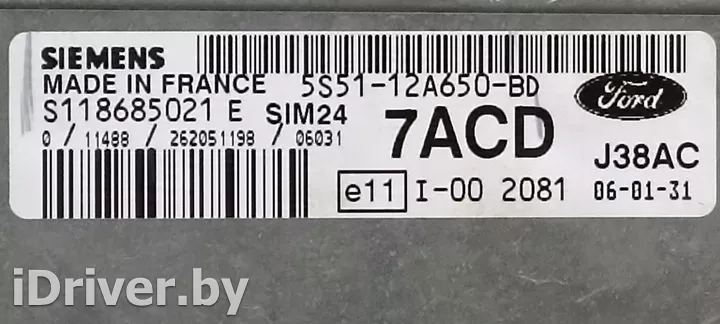 SIEMENS
MADE IN FRANCE 5S51-12A650-BD
S118685021 E SIM24
0 / 11488 / 262051198 / 06031
7ACD
Ford
J38AC
e11 I-00 2081 06-01-31
iDriver.by